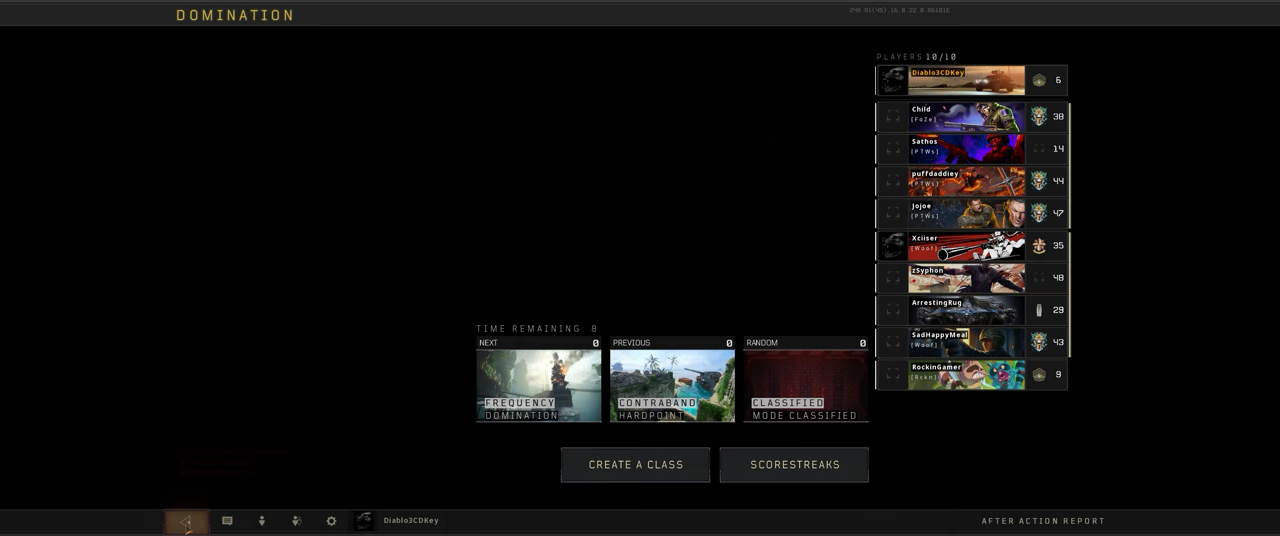 DOMINATION
PLAYERS 10/10
Diablo3CDKey 6
Child 38
[FoZe]
Sathos 14
[PTWs]
puffdaddiey 44
[PTWs]
Jojoe 47
[PTWs]
Xciiser 35
[Woof]
zSyphon 48
ArrestingRug 29
SadHappyMeal 43
[Woof]
RockinGamer 9
[Rckn]
TIME REMAINING: 8
NEXT 0
FREQUENCY
DOMINATION
PREVIOUS 0
CONTRABAND
HARDPOINT
RANDOM 0
CLASSIFIED
MODE CLASSIFIED
CREATE A CLASS
SCORESTREAKS
Diablo3CDKey
AFTER ACTION REPORT